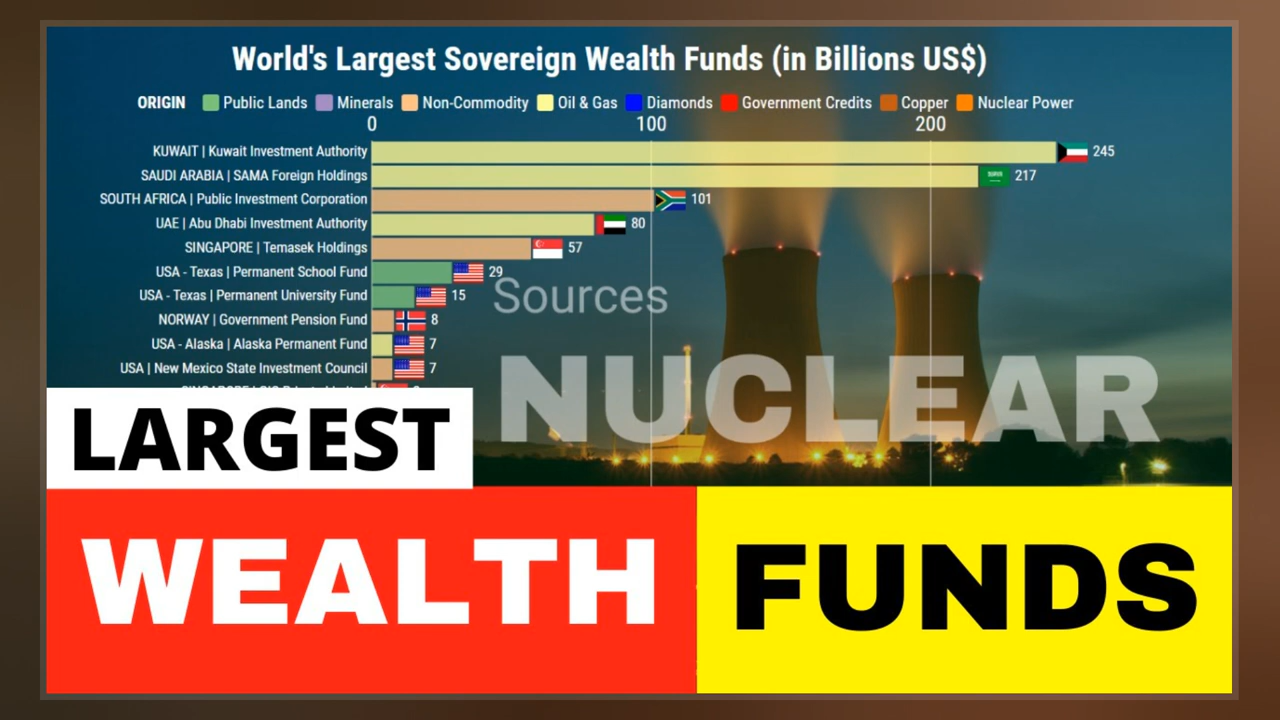 World's Largest Sovereign Wealth Funds (in Billions US$)
ORIGIN Public Lands Minerals Non-Commodity Oil & Gas Diamonds Government Credits Copper Nuclear Power
0 100 200
KUWAIT | Kuwait Investment Authority 245
SAUDI ARABIA | SAMA Foreign Holdings 217
SOUTH AFRICA | Public Investment Corporation 101
UAE | Abu Dhabi Investment Authority 80
SINGAPORE | Temasek Holdings 57
USA - Texas | Permanent School Fund 29
USA - Texas | Permanent University Fund 15
NORWAY | Government Pension Fund 8
USA - Alaska | Alaska Permanent Fund 7
USA | New Mexico State Investment Council 7
Sources
NUCLEAR
LARGEST
WEALTH FUNDS